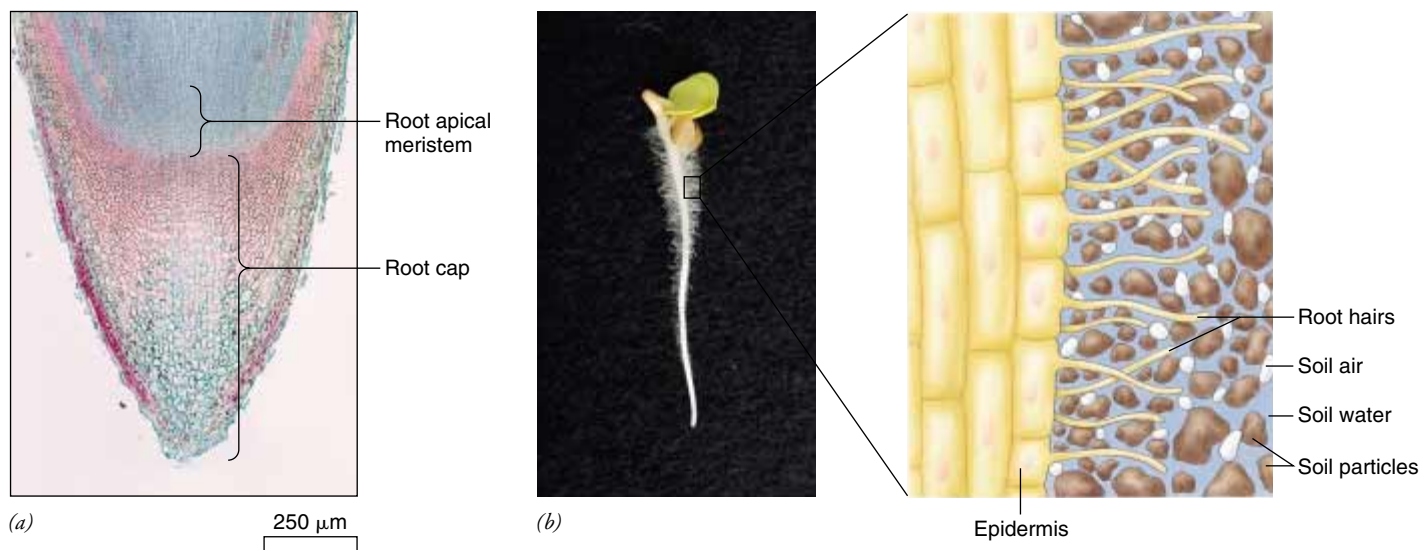 Root apical
meristem
Root cap
(a)
250 μm
(b)
Root hairs
Soil air
Soil water
Soil particles
Epidermis